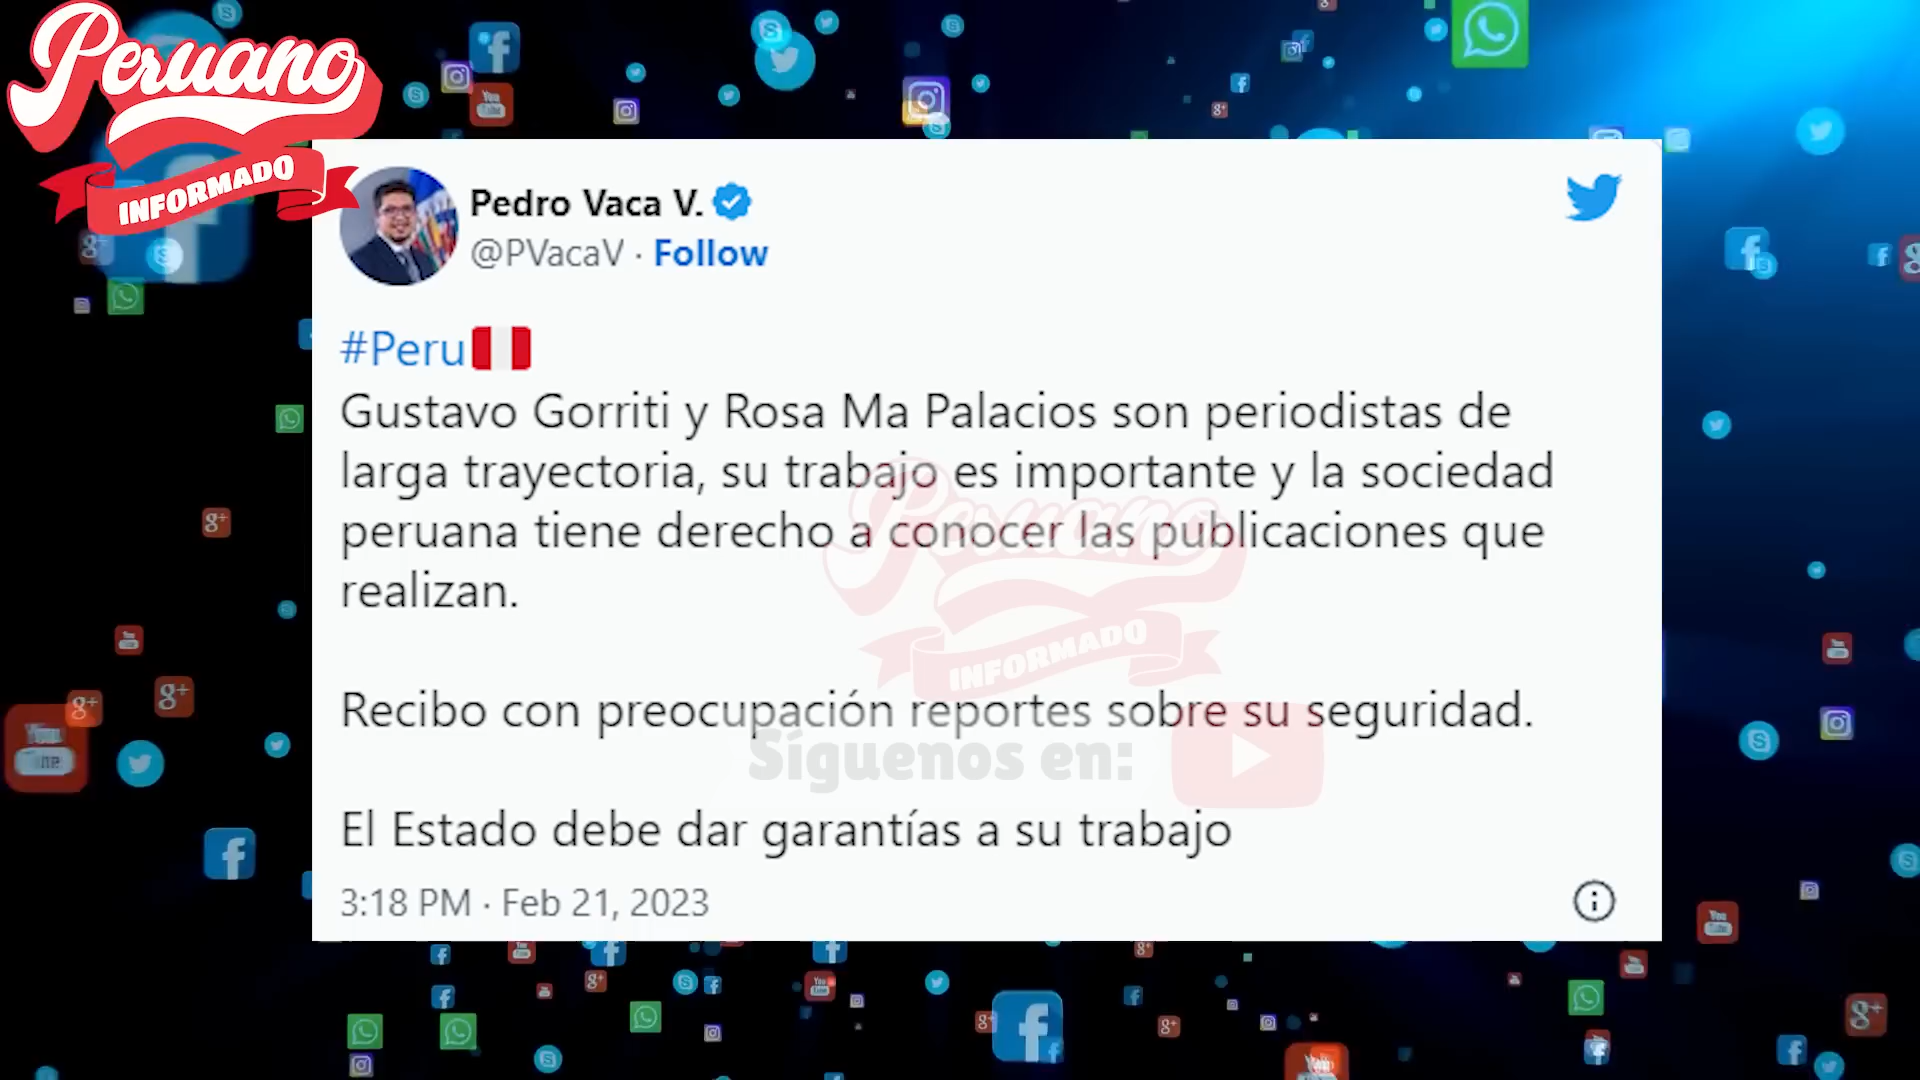 Peruano
INFORMADO
Pedro Vaca V.
@PVacaV · Follow
#Peru
Gustavo Gorriti y Rosa Ma Palacios son periodistas de
larga trayectoria, su trabajo es importante y la sociedad
peruana tiene derecho a conocer las publicaciones que
realizan.
Peruano
INFORMADO
Recibo con preocupación reportes sobre su seguridad.
Síguenos en:
El Estado debe dar garantías a su trabajo
3:18 PM · Feb 21, 2023